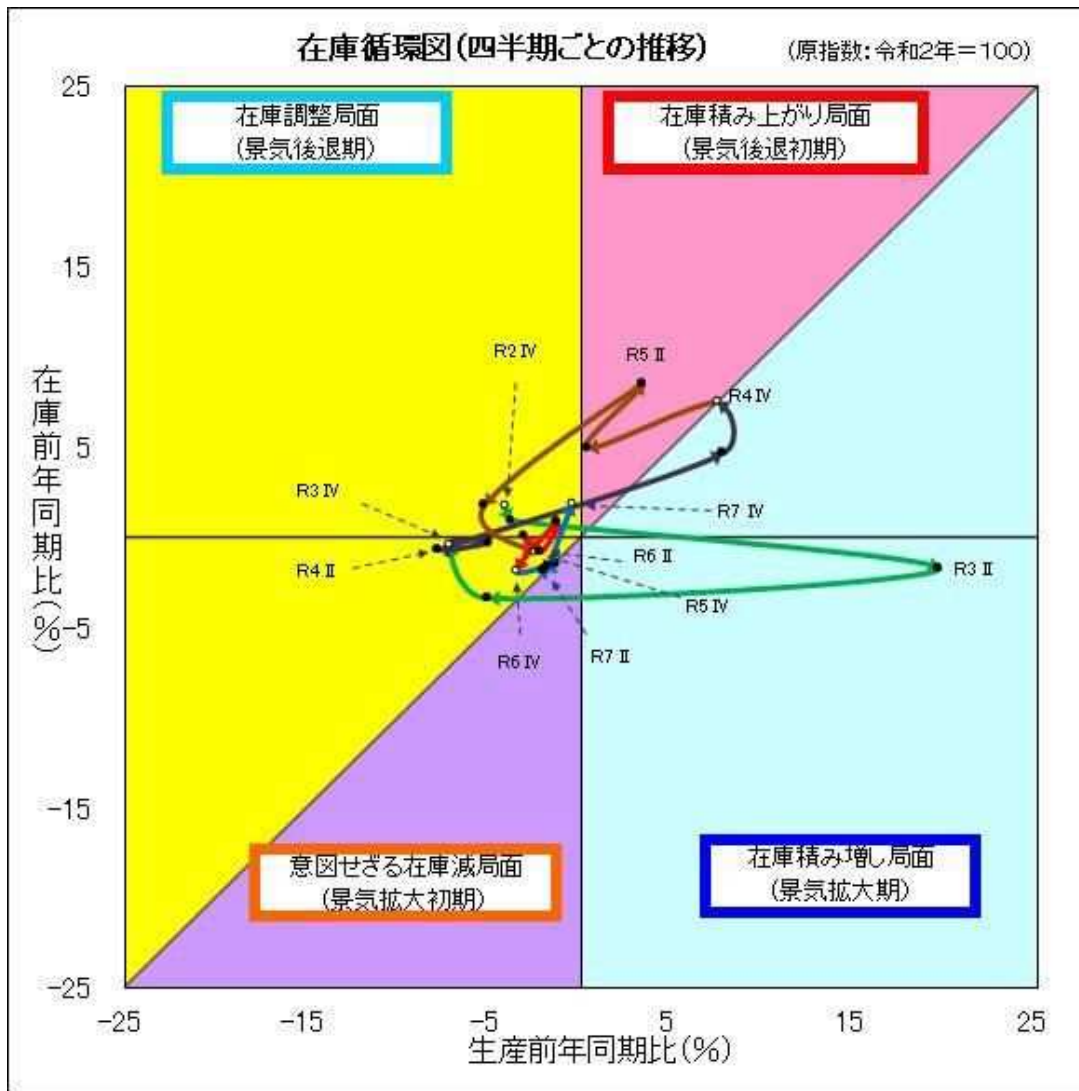 在庫循環図(四半期ごとの推移)
(原指数:令和2年=100)
25
在庫調整局面
(景気後退期)
在庫積み上がり局面
(景気後退初期)
15
R2 Ⅳ
R5 Ⅱ
在庫前年同期比(%)
R4 Ⅳ
5
R3 Ⅳ
R7 Ⅳ
R4 Ⅱ
R6 Ⅱ
R3 Ⅱ
R5 Ⅳ
-5
R6 Ⅳ
R7 Ⅱ
-15
意図せざる在庫減局面
(景気拡大初期)
在庫積み増し局面
(景気拡大期)
-25
-25
-15
-5
5
15
25
生産前年同期比(%)